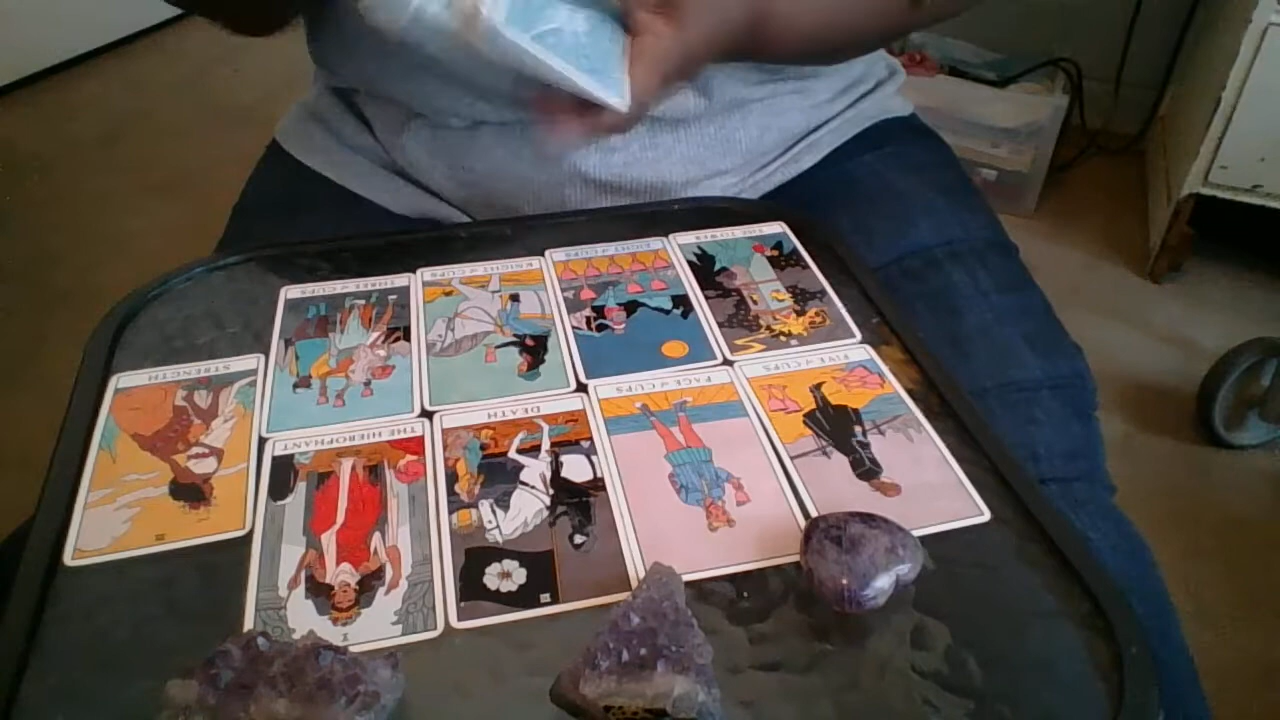 THE TOWER
EIGHT of CUPS
KNIGHT of CUPS
THREE of CUPS
STRENGTH
FIVE of CUPS
PAGE of CUPS
DEATH
THE HIEROPHANT